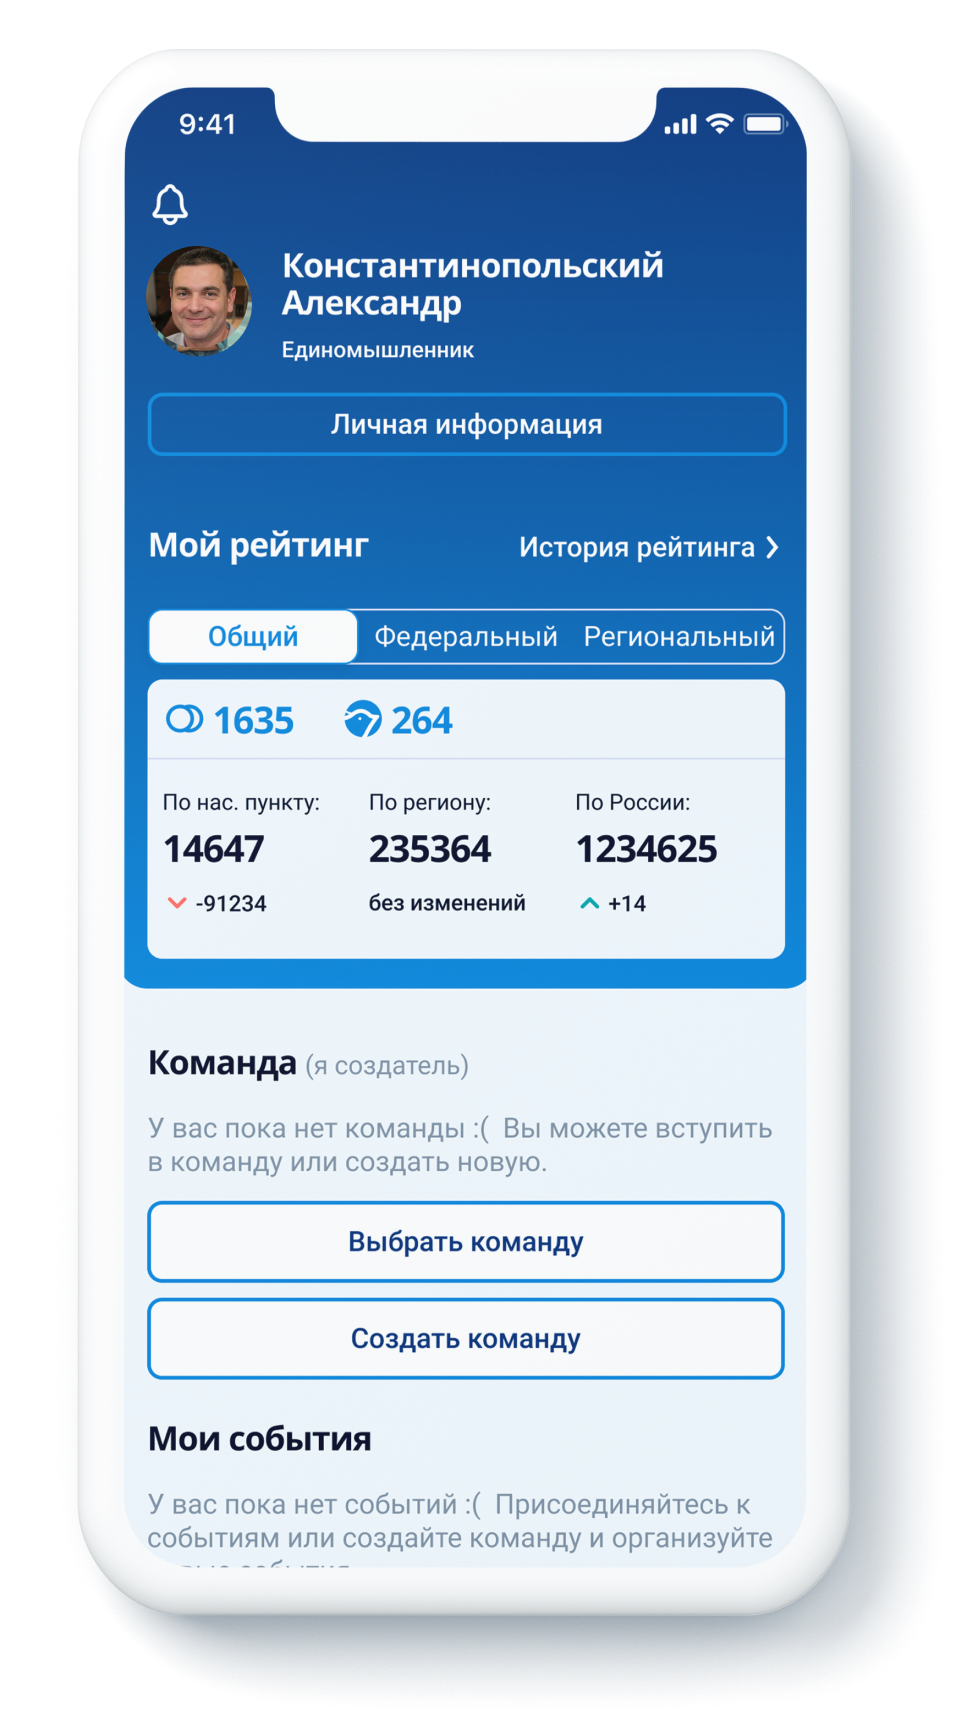 9:41
Константинопольский
Александр
Единомышленник
Личная информация
Мой рейтинг
История рейтинга
Общий Федеральный Региональный
1635 264
По нас. пункту: По региону: По России:
14647 235364 1234625
-91234 без изменений +14
Команда (я создатель)
У вас пока нет команды :( Вы можете вступить
в команду или создать новую.
Выбрать команду
Создать команду
Мои события
У вас пока нет событий :( Присоединяйтесь к
событиям или создайте команду и организуйте